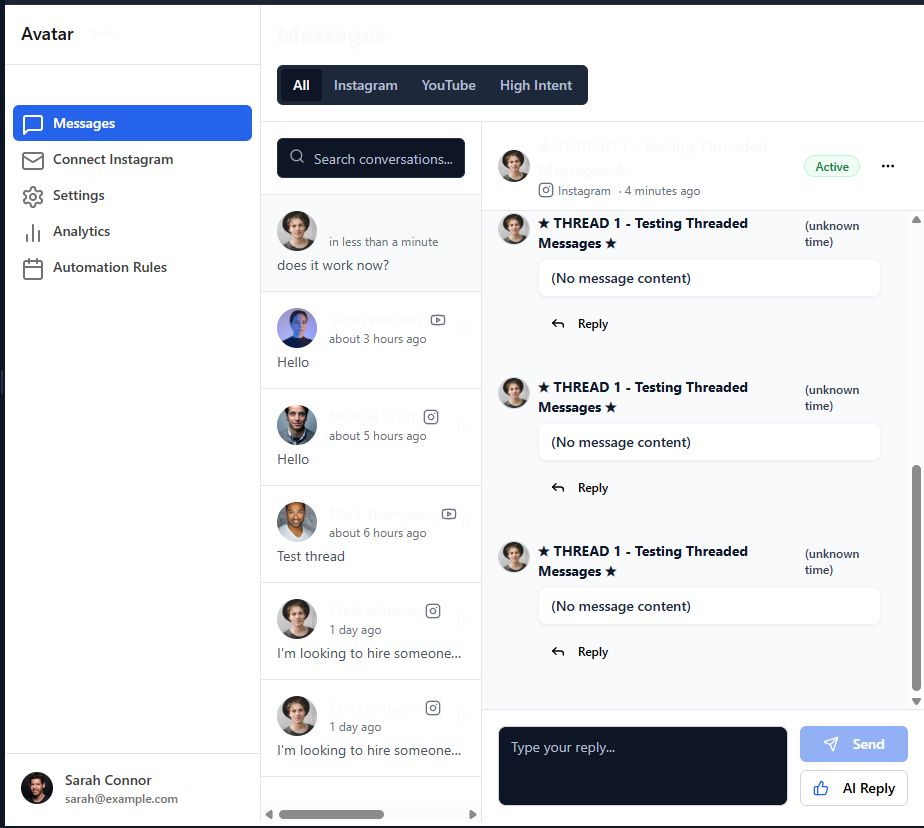 Avatar Beta
Messages
Connect Instagram
Settings
Analytics
Automation Rules
Sarah Connor
sarah@example.com
Messages
All Instagram YouTube High Intent
Search conversations...
in less than a minute
does it work now?
Sarah Williams
about 3 hours ago
Hello
Micheal Scott
about 5 hours ago
Hello
Mark Thompson
about 6 hours ago
Test thread
Chris Johnson
1 day ago
I'm looking to hire someone...
Chris Johnson
1 day ago
I'm looking to hire someone...
★ THREAD 1 - Testing Threaded
Messages ★
Instagram · 4 minutes ago
Active
★ THREAD 1 - Testing Threaded
Messages ★
(unknown
time)
(No message content)
Reply
★ THREAD 1 - Testing Threaded
Messages ★
(unknown
time)
(No message content)
Reply
★ THREAD 1 - Testing Threaded
Messages ★
(unknown
time)
(No message content)
Reply
Type your reply...
Send
AI Reply